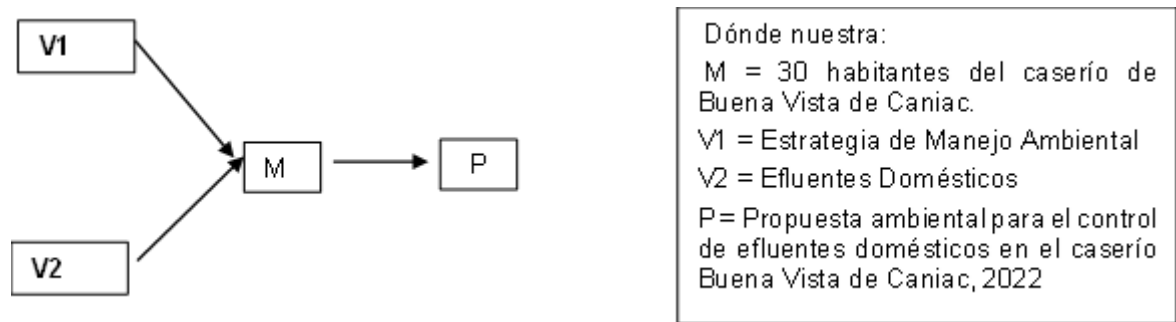 V1
M
P
V2
Dónde nuestra:
M = 30 habitantes del caserío de
Buena Vista de Caniac.
V1 = Estrategia de Manejo Ambiental
V2 = Efluentes Domésticos
P= Propuesta ambiental para el control
de efluentes domésticos en el caserío
Buena Vista de Caniac, 2022